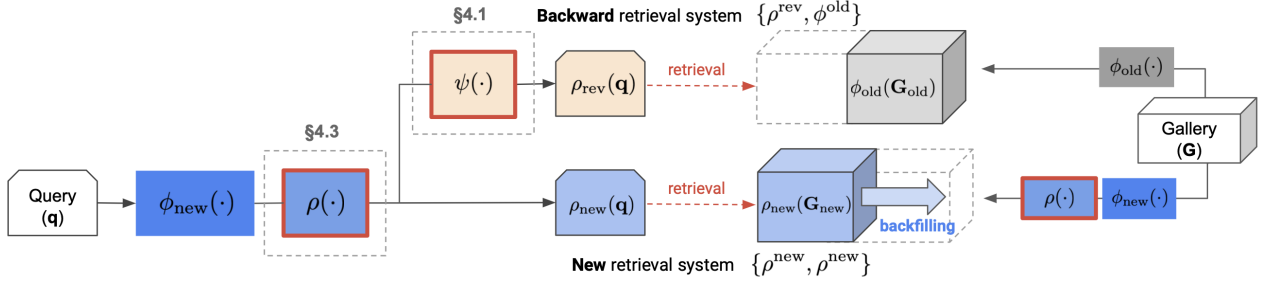 §4.1
Backward retrieval system {ρ^rev, ϕ^old}
ψ(·)
ρ_rev(q)
retrieval
ϕ_old(G_old)
ϕ_old(·)
Gallery
(G)
§4.3
Query
(q)
ϕ_new(·)
ρ(·)
ρ_new(q)
retrieval
ρ_new(G_new)
backfilling
ρ(·)
ϕ_new(·)
New retrieval system {ρ^new, ρ^new}